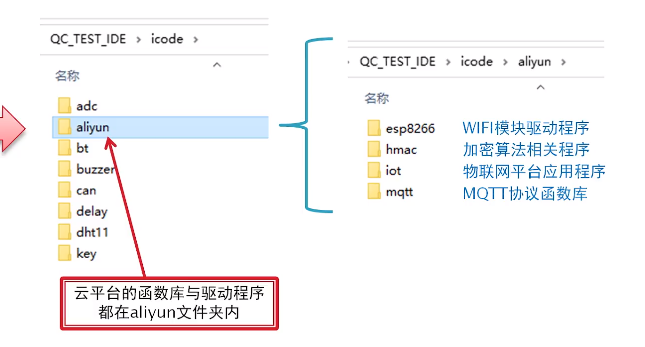 QC_TEST_IDE > icode >
名称
adc
aliyun
bt
buzzer
can
delay
dht11
key
云平台的函数库与驱动程序
都在aliyun文件夹内
QC_TEST_IDE > icode > aliyun >
名称
esp8266 WIFI模块驱动程序
hmac 加密算法相关程序
iot 物联网平台应用程序
mqtt MQTT协议函数库